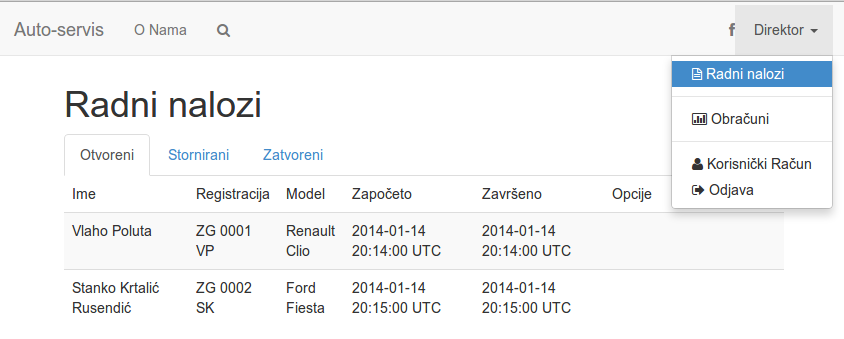 Auto-servis O Nama f Direktor
Radni nalozi
Obračuni
Korisnički Račun
Odjava
Radni nalozi
Otvoreni Stornirani Zatvoreni
Ime Registracija Model Započeto Završeno Opcije
Vlaho Poluta ZG 0001 Renault 2014-01-14 2014-01-14
VP Clio 20:14:00 UTC 20:14:00 UTC
Stanko Krtalić ZG 0002 Ford 2014-01-14 2014-01-14
Rusendić SK Fiesta 20:15:00 UTC 20:15:00 UTC